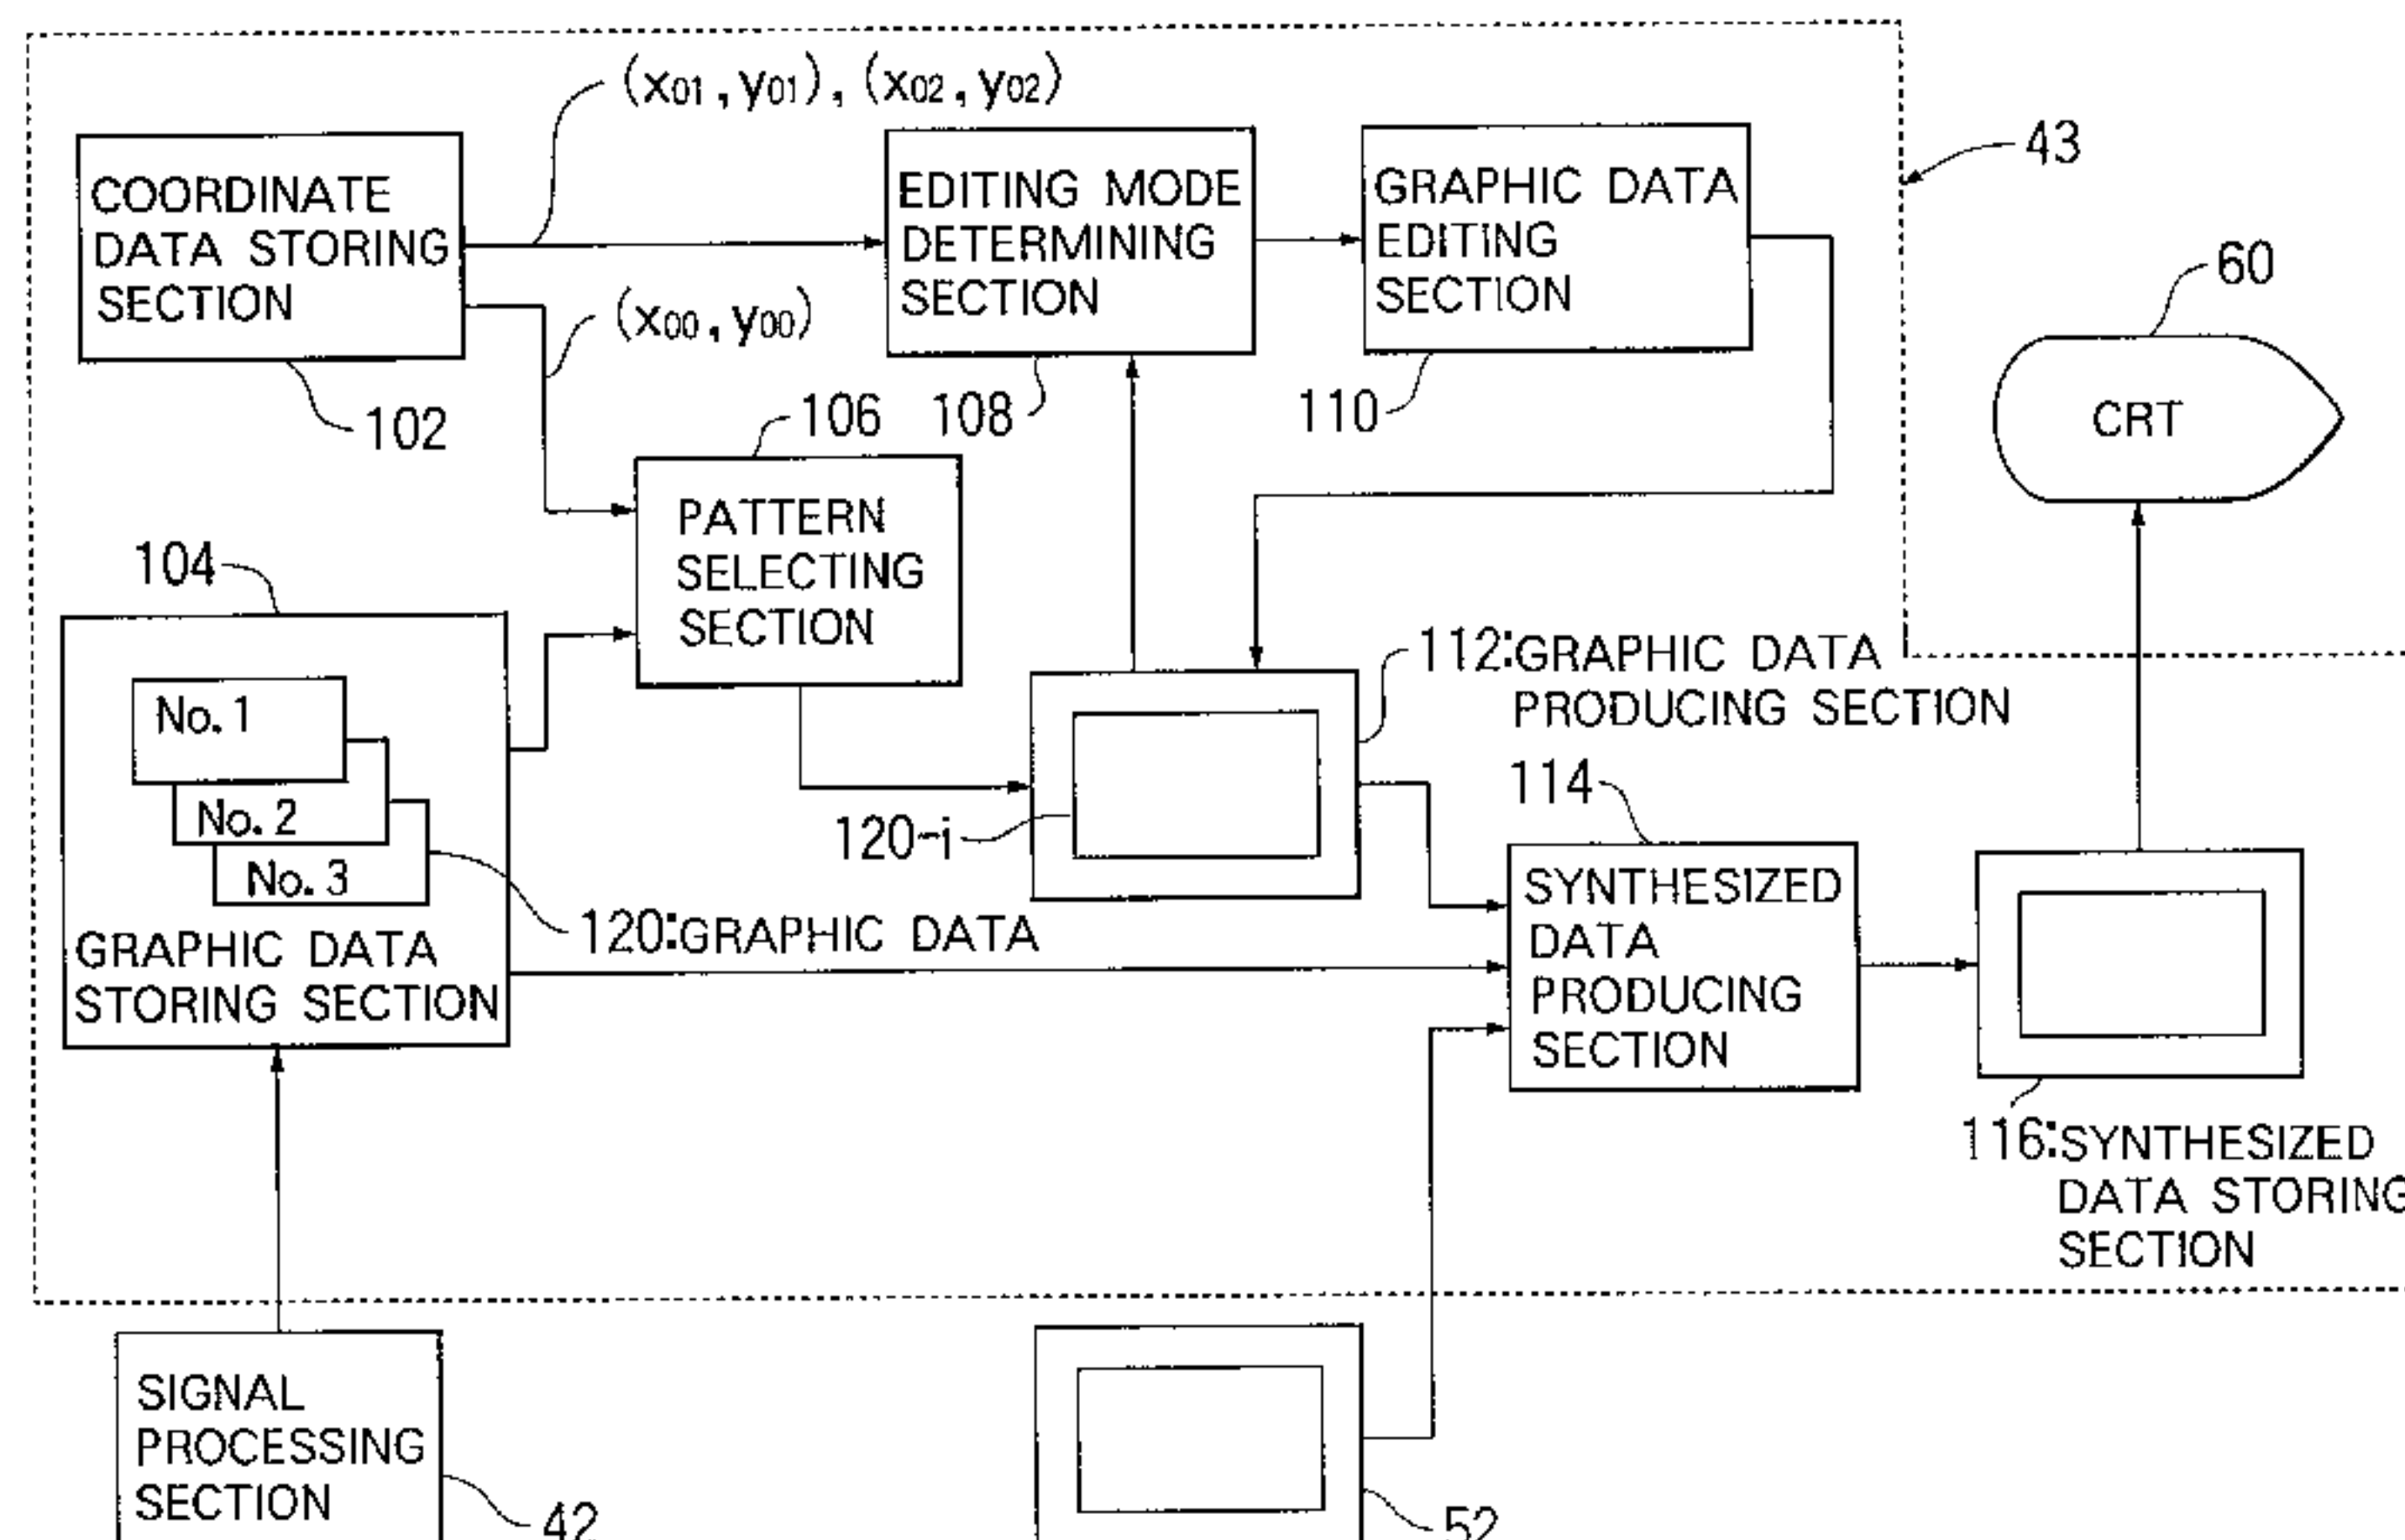 (x01, y01), (x02, y02)
43
COORDINATE
DATA STORING
SECTION
EDITING MODE
DETERMINING
SECTION
GRAPHIC DATA
EDITING
SECTION
60
(x00, y00)
CRT
102
106
108
110
PATTERN
SELECTING
SECTION
104
No. 1
No. 2
No. 3
GRAPHIC DATA
STORING SECTION
112:GRAPHIC DATA
PRODUCING SECTION
120-i
114
120:GRAPHIC DATA
SYNTHESIZED
DATA
PRODUCING
SECTION
116:SYNTHESIZED
DATA STORING
SECTION
SIGNAL
PROCESSING
SECTION
42
52